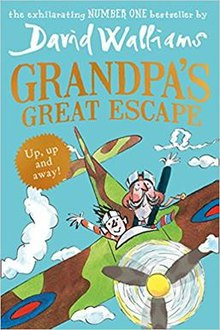 the exhilarating NUMBER ONE bestseller by
David Walliams
GRANDPA'S
GREAT ESCAPE
Up, up
and
away!